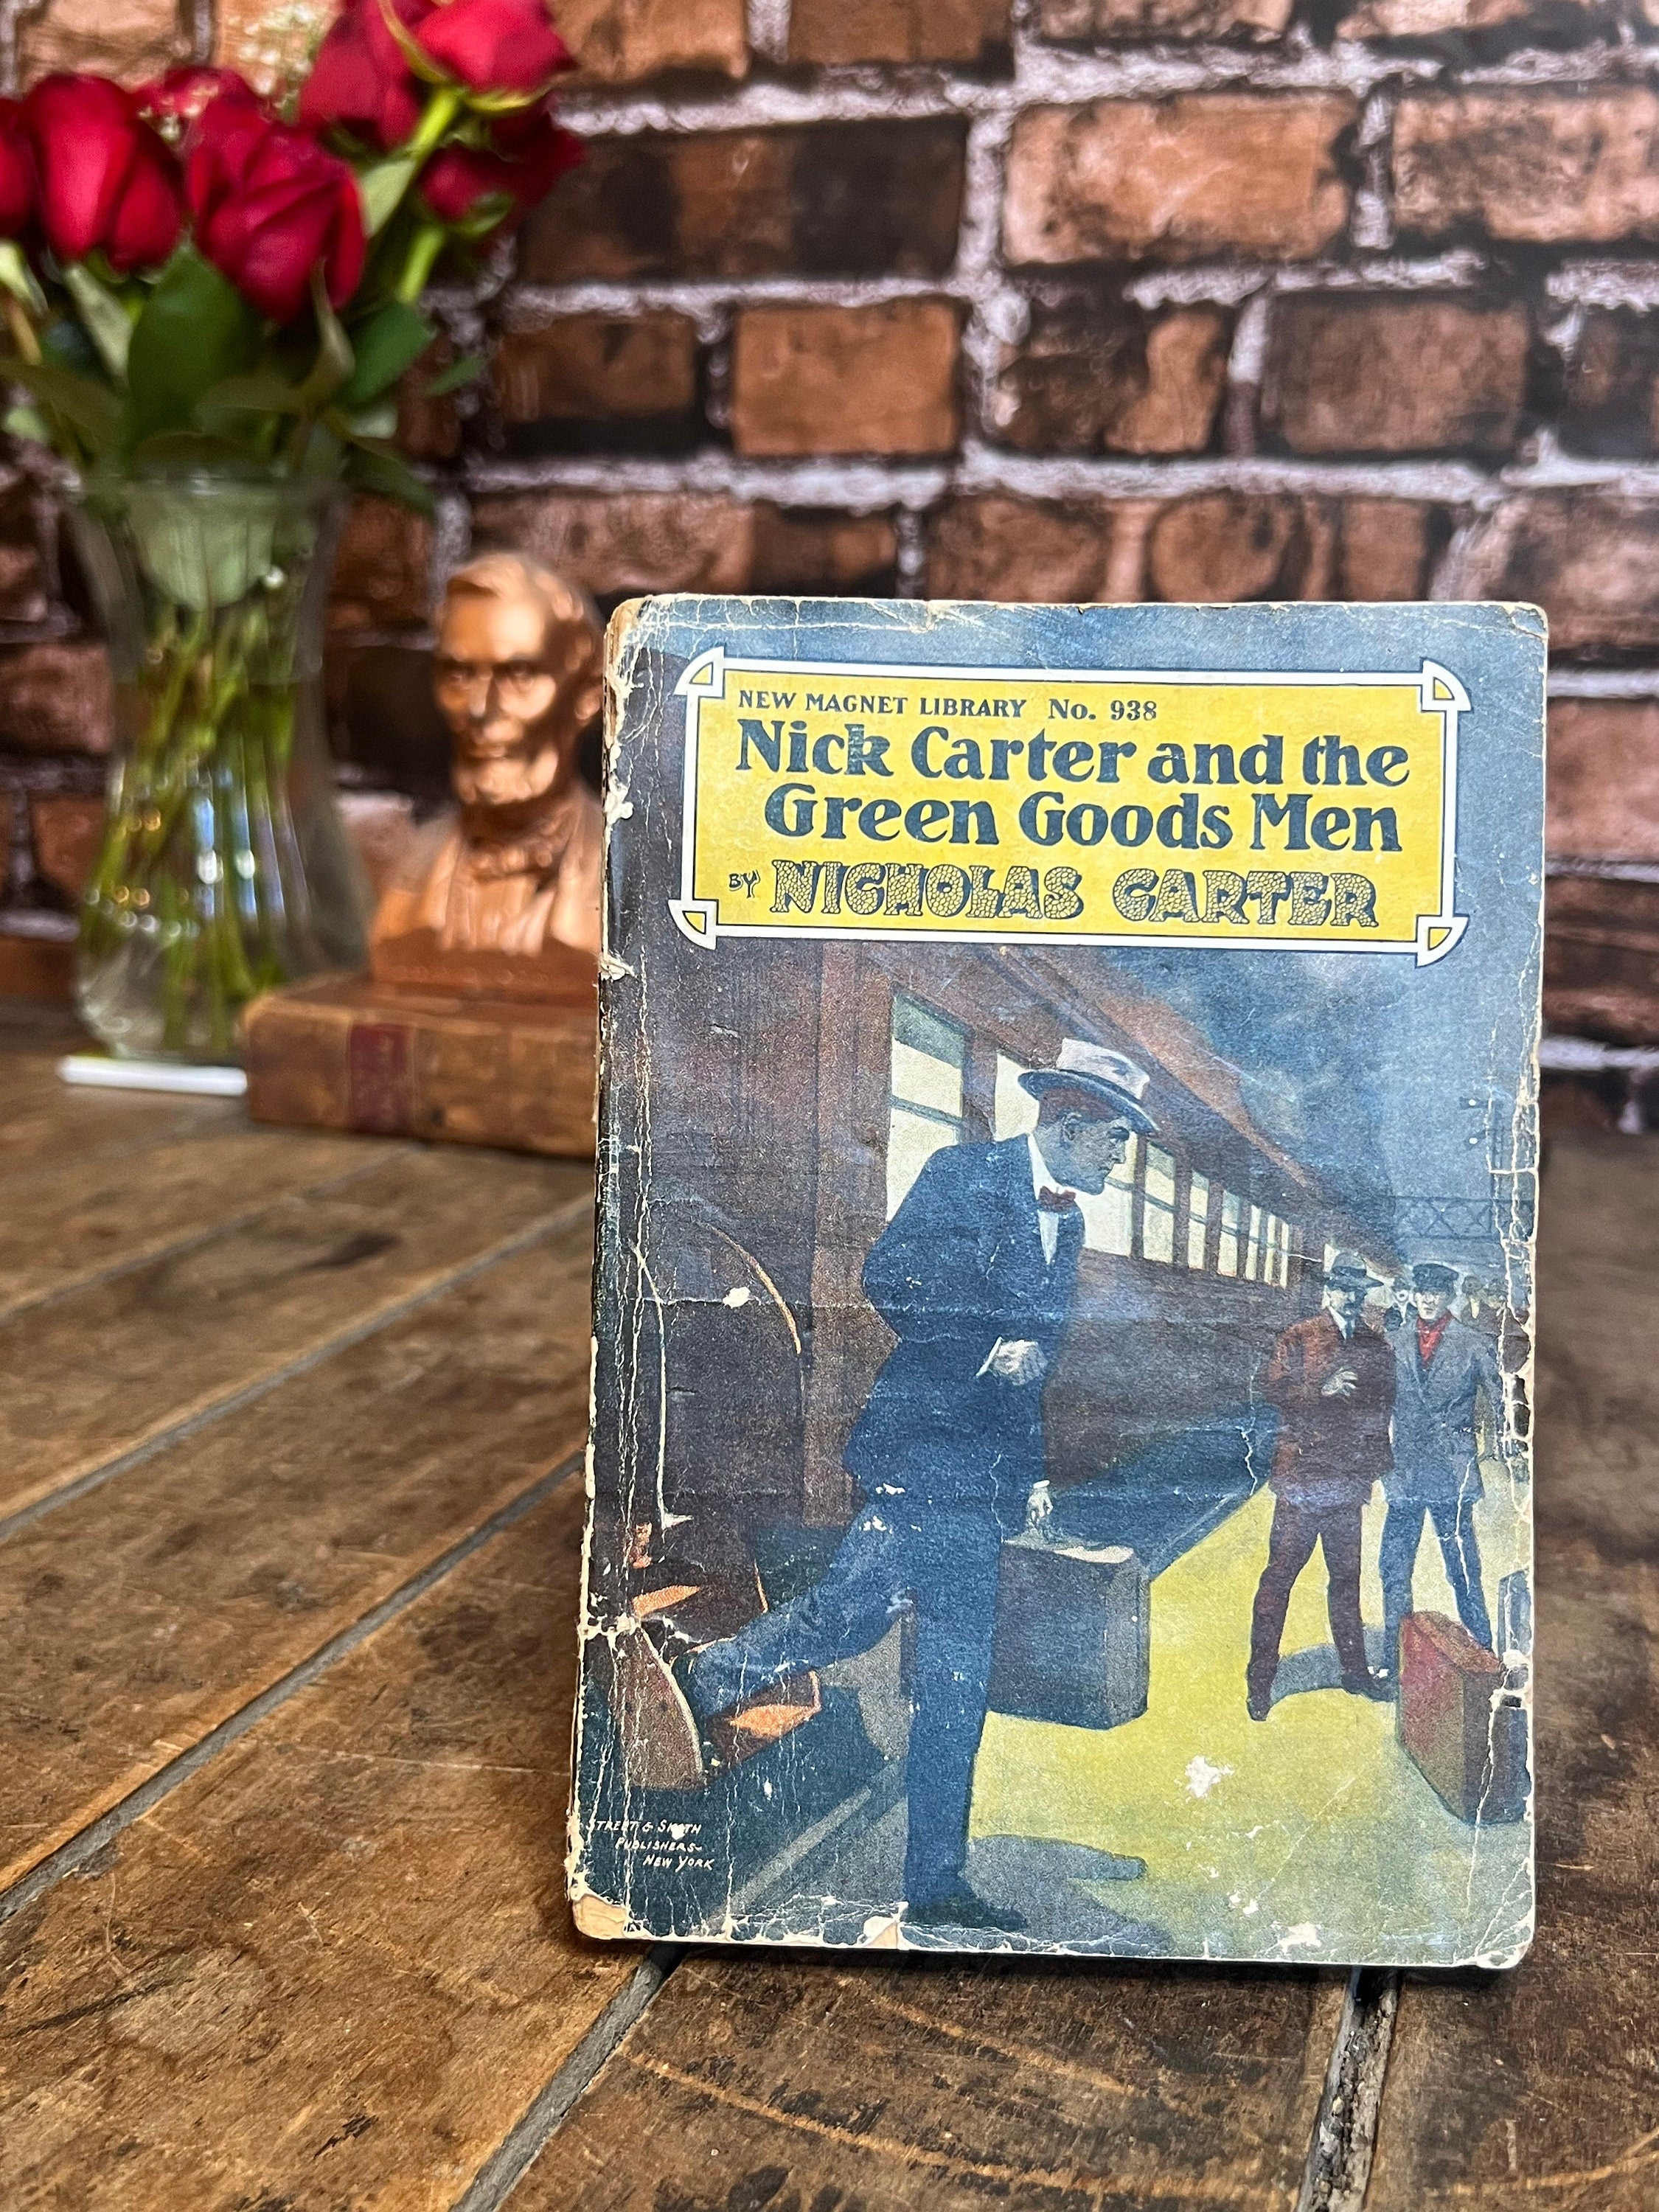 NEW MAGNET LIBRARY No. 938
Nick Carter and the
Green Goods Men
BY NICHOLAS CARTER
STREET & SMITH
PUBLISHERS-
NEW YORK